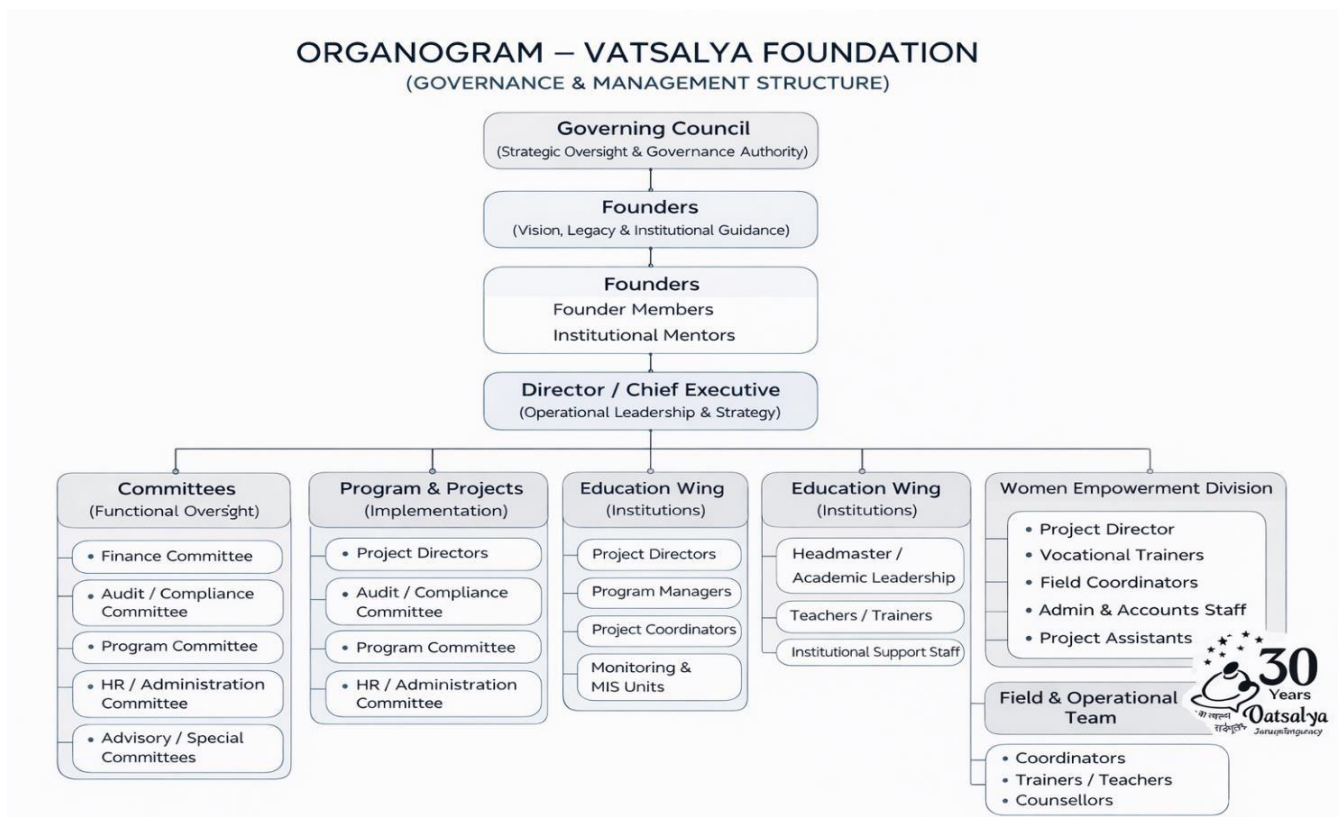 ORGANOGRAM – VATSALYA FOUNDATION
(GOVERNANCE & MANAGEMENT STRUCTURE)
Governing Council
(Strategic Oversight & Governance Authority)
Founders
(Vision, Legacy & Institutional Guidance)
Founders
Founder Members
Institutional Mentors
Director / Chief Executive
(Operational Leadership & Strategy)
Committees
(Functional Oversight)
• Finance Committee
• Audit / Compliance
Committee
• Program Committee
• HR / Administration
Committee
• Advisory / Special
Committees
Program & Projects
(Implementation)
• Project Directors
• Audit / Compliance
Committee
• Program Committee
• HR / Administration
Committee
Education Wing
(Institutions)
Project Directors
Program Managers
Project Coordinators
Monitoring &
MIS Units
Education Wing
(Institutions)
Headmaster /
Academic Leadership
Teachers / Trainers
Institutional Support Staff
Women Empowerment Division
• Project Director
• Vocational Trainers
• Field Coordinators
• Admin & Accounts Staff
• Project Assistants
Field & Operational
Team
• Coordinators
• Trainers / Teachers
• Counsellors
30
Years
Vatsalya